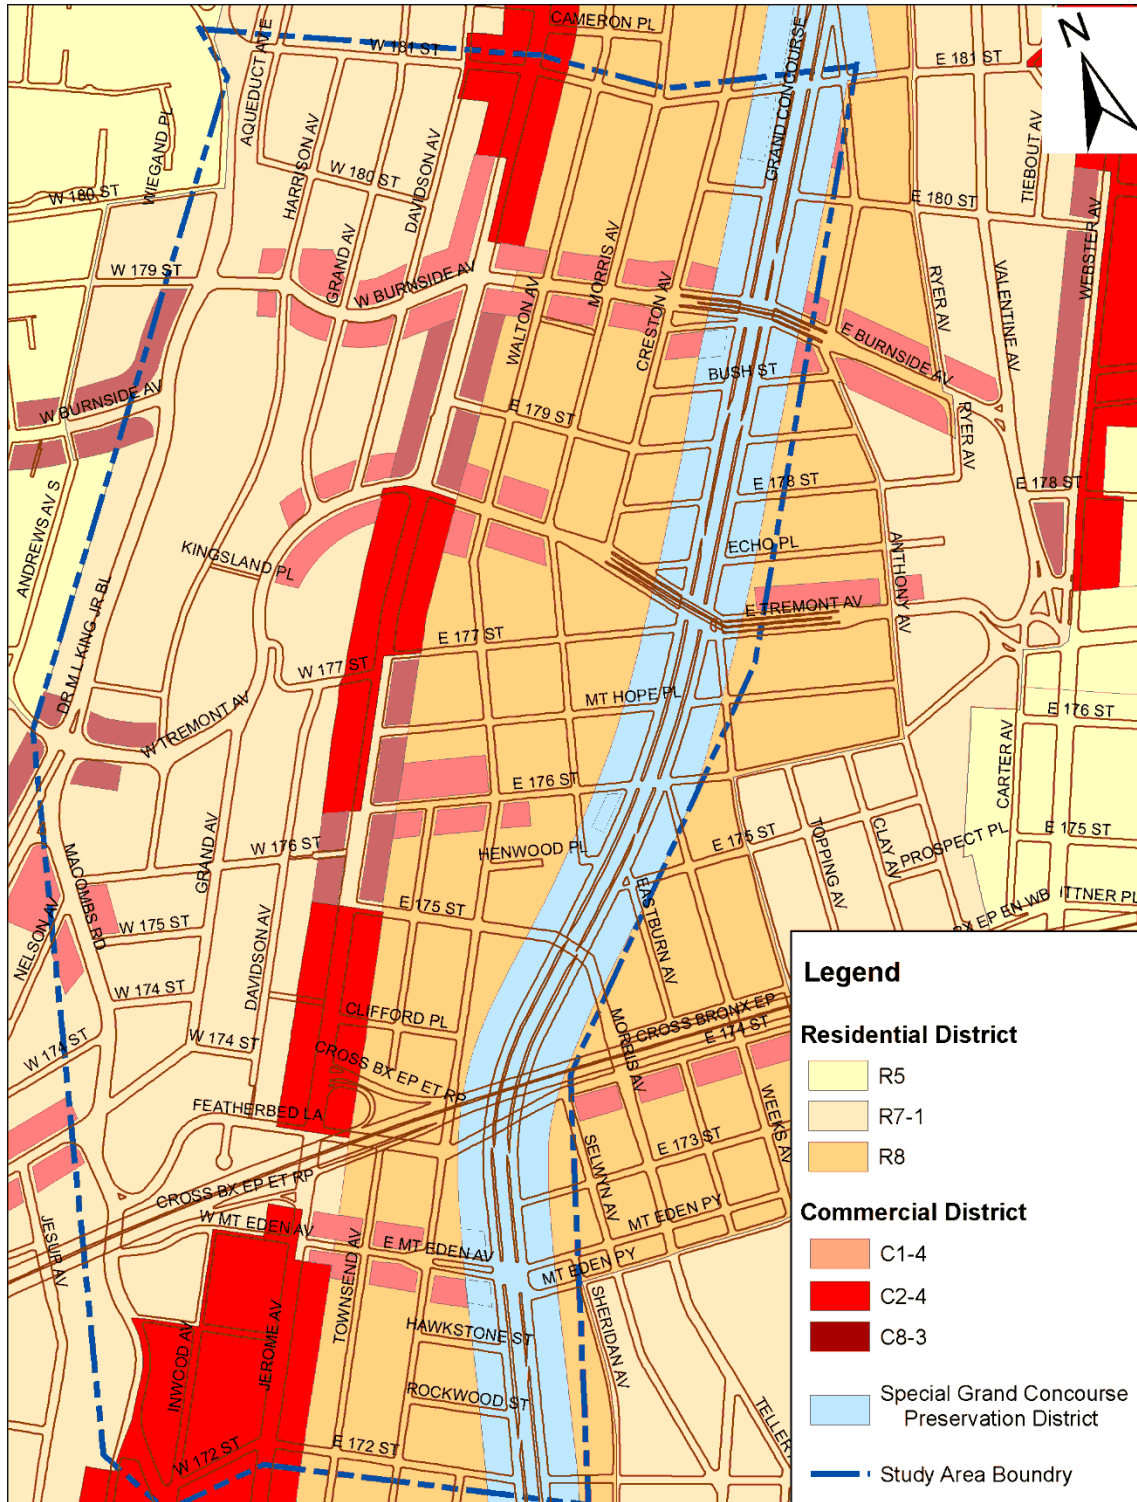 CAMERON PL
W 181 ST
E 181 ST
AQUEDUCT AV E
GRAND CONCOURSE
N
WIEGAND PL
HARRISON AV
DAVIDSON AV
TIEBOUT AV
W 180 ST
W 180 ST
E 180 ST
WEBSTER AV
GRAND AV
MORRIS AV
W 179 ST
W BURNSIDE AV
WALTON AV
CRESTON AV
RYER AV
VALENTINE AV
E BURNSIDE AV
BUSH ST
W BURNSIDE AV
E 179 ST
RYER AV
ANDREWS AV S
E 178 ST
E 178 ST
KINGSLAND PL
ECHO PL
ANTHONY AV
DR M L KING JR BL
E TREMONT AV
E 177 ST
W 177 ST
MT HOPE PL
W TREMONT AV
E 176 ST
CARTER AV
E 176 ST
GRAND AV
TOPPING AV
CLAY AV
PROSPECT PL
E 175 ST
E 175 ST
W 176 ST
HENWOOD PL
MACOMBS RD
NELSON AV
W 175 ST
E 175 ST
EASTBURN AV
BX EP EN WB
ITTNER PL
DAVIDSON AV
W 174 ST
W 174 ST
W 174 ST
CLIFFORD PL
MORRIS AV
CROSS BRONX EP
E 174 ST
CROSS BX EP ET RP
FEATHERBED LA
WEEKS AV
E 173 ST
SELWYN AV
CROSS BX EP ET RP
JESUP AV
W MT EDEN AV
TOWNSEND AV
E MT EDEN AV
MT EDEN PY
MT EDEN PY
INWOOD AV
JEROME AV
HAWKSTONE ST
SHERIDAN AV
ROCKWOOD ST
TELLER
W 172 ST
E 172 ST
Legend
Residential District
R5
R7-1
R8
Commercial District
C1-4
C2-4
C8-3
Special Grand Concourse
Preservation District
Study Area Boundry